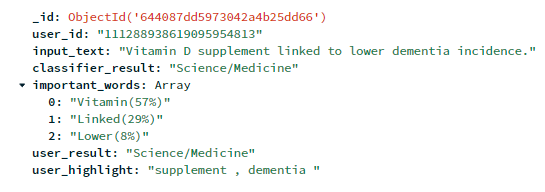 _id: ObjectId('644087dd5973042a4b25dd66')
user_id: "111288938619095954813"
input_text: "Vitamin D supplement linked to lower dementia incidence."
classifier_result: "Science/Medicine"
important_words: Array
0: "Vitamin(57%)"
1: "Linked(29%)"
2: "Lower(8%)"
user_result: "Science/Medicine"
user_highlight: "supplement , dementia "